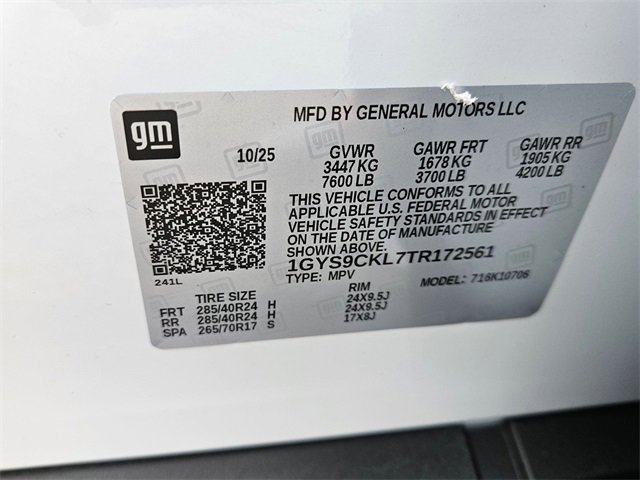 gm
MFD BY GENERAL MOTORS LLC
10/25 GVWR GAWR FRT GAWR RR
3447 KG 1678 KG 1905 KG
7600 LB 3700 LB 4200 LB
THIS VEHICLE CONFORMS TO ALL
APPLICABLE U.S. FEDERAL MOTOR
VEHICLE SAFETY STANDARDS IN EFFECT
ON THE DATE OF MANUFACTURE
SHOWN ABOVE.
1GYS9CKL7TR172561
241L TYPE: MPV MODEL: 716K10706
TIRE SIZE RIM
FRT 285/40R24 H 24X9.5J
RR 285/40R24 H 24X9.5J
SPA 265/70R17 S 17X8J